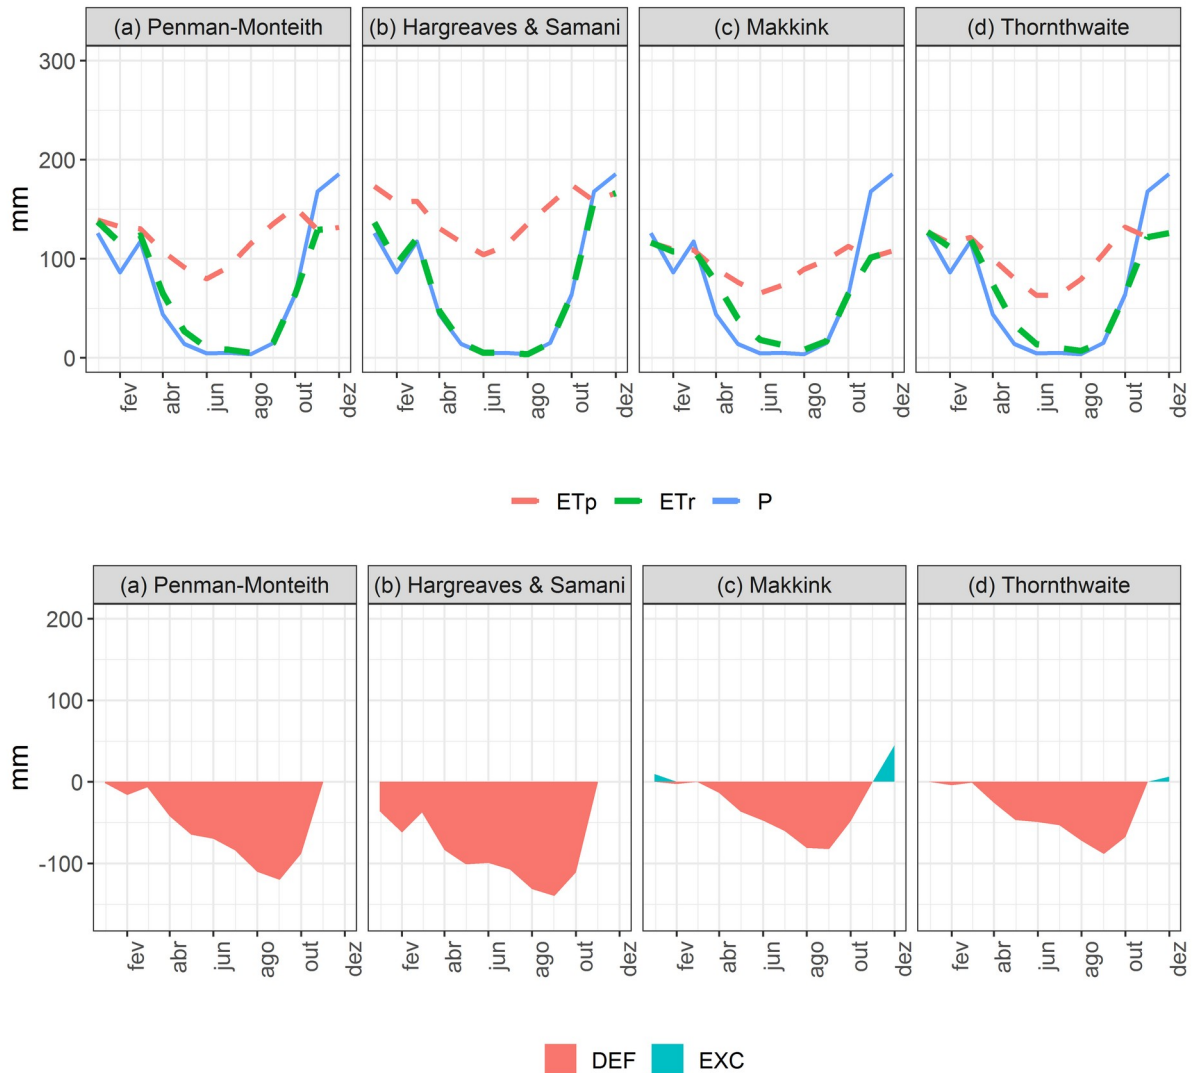 (a) Penman-Monteith (b) Hargreaves & Samani (c) Makkink (d) Thornthwaite
300
200
100
0
mm
fev abr jun ago out dez fev abr jun ago out dez fev abr jun ago out dez fev abr jun ago out dez
ETp ETr P
(a) Penman-Monteith (b) Hargreaves & Samani (c) Makkink (d) Thornthwaite
200
100
0
-100
mm
fev abr jun ago out dez fev abr jun ago out dez fev abr jun ago out dez fev abr jun ago out dez
DEF EXC